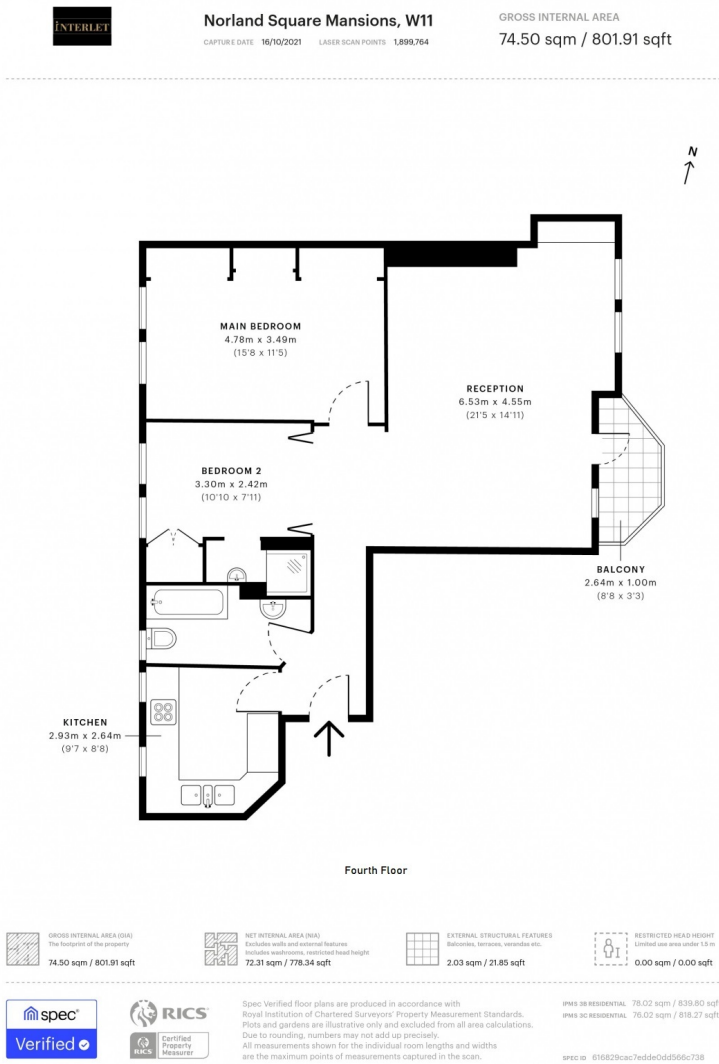 INTERLET
Norland Square Mansions, W11
CAPTURE DATE 16/10/2021 LASER SCAN POINTS 1,899,764
GROSS INTERNAL AREA
74.50 sqm / 801.91 sqft
N
MAIN BEDROOM
4.78m x 3.49m
(15'8 x 11'5)
RECEPTION
6.53m x 4.55m
(21'5 x 14'11)
BEDROOM 2
3.30m x 2.42m
(10'10 x 7'11)
BALCONY
2.64m x 1.00m
(8'8 x 3'3)
KITCHEN
2.93m x 2.64m
(9'7 x 8'8)
Fourth Floor
GROSS INTERNAL AREA (GIA)
The footprint of the property
74.50 sqm / 801.91 sqft
NET INTERNAL AREA (NIA)
Excludes walls and external features
Includes washrooms, restricted head height
72.31 sqm / 778.34 sqft
EXTERNAL STRUCTURAL FEATURES
Balconies, terraces, verandas etc.
2.03 sqm / 21.85 sqft
RESTRICTED HEAD HEIGHT
Limited use area under 1.5 m
0.00 sqm / 0.00 sqft
spec
Verified
RICS
RICS
Certified
Property
Measurer
Spec Verified floor plans are produced in accordance with
Royal Institution of Chartered Surveyors' Property Measurement Standards.
Plots and gardens are illustrative only and excluded from all area calculations.
Due to rounding, numbers may not add up precisely.
All measurements shown for the individual room lengths and widths
are the maximum points of measurements captured in the scan.
IPMS 3B RESIDENTIAL 78.02 sqm / 839.80 sqf
IPMS 3C RESIDENTIAL 76.02 sqm / 818.27 sqf
SPEC ID